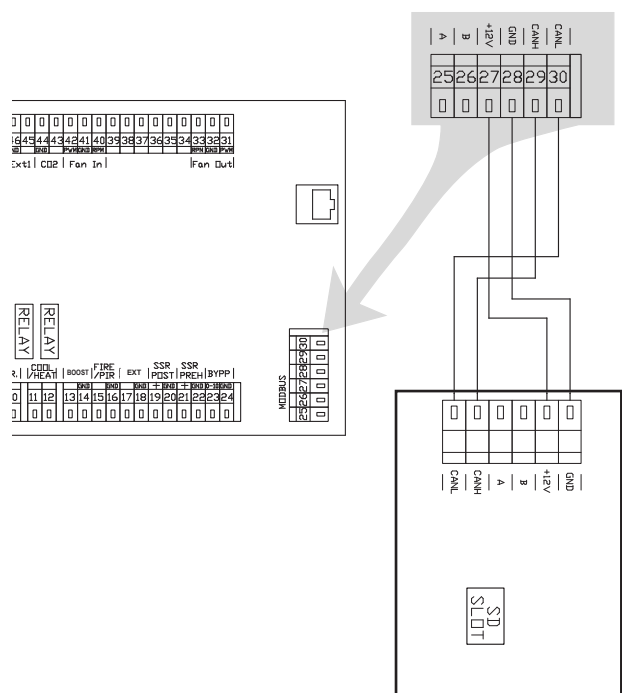 A B +12V GND CANH CANL
25 26 27 28 29 30
46 45 44 43 42 41 40 39 38 37 36 35 34 33 32 31
ND GND PWM GND RPM RPM GND PWM
Ext1 CO2 Fan In Fan Out
RELAY RELAY
R. COOL /HEAT BOOST FIRE /PIR EXT SSR POST SSR PREH BYPP
GND GND GND + GND + GND 0-10 GND
0 11 12 13 14 15 16 17 18 19 20 21 22 23 24
MODBUS
25 26 27 28 29 30
CANL CANH A B +12V GND
SD
SLOT